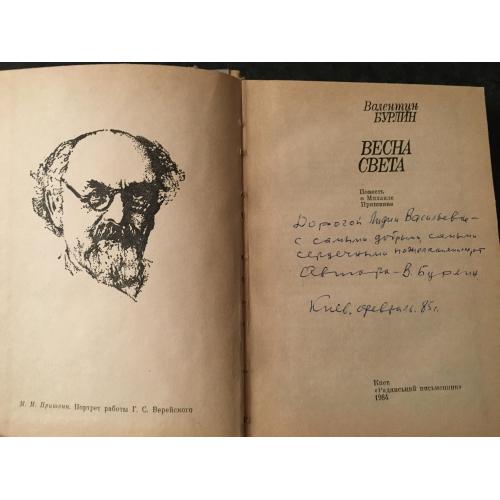 М. М. Пришвин. Портрет работы Г. С. Верейского
Валентин
БУРЛИН
ВЕСНА
СВЕТА
Повесть
о Михаиле
Пришвине
Дорогой Лидии Васильевне -
с самыми добрыми самыми
сердечными пожеланиями от
Автора - В. Бурлин
Киев. февраль. 85 г.
Киев
«Радянський письменник»
1984